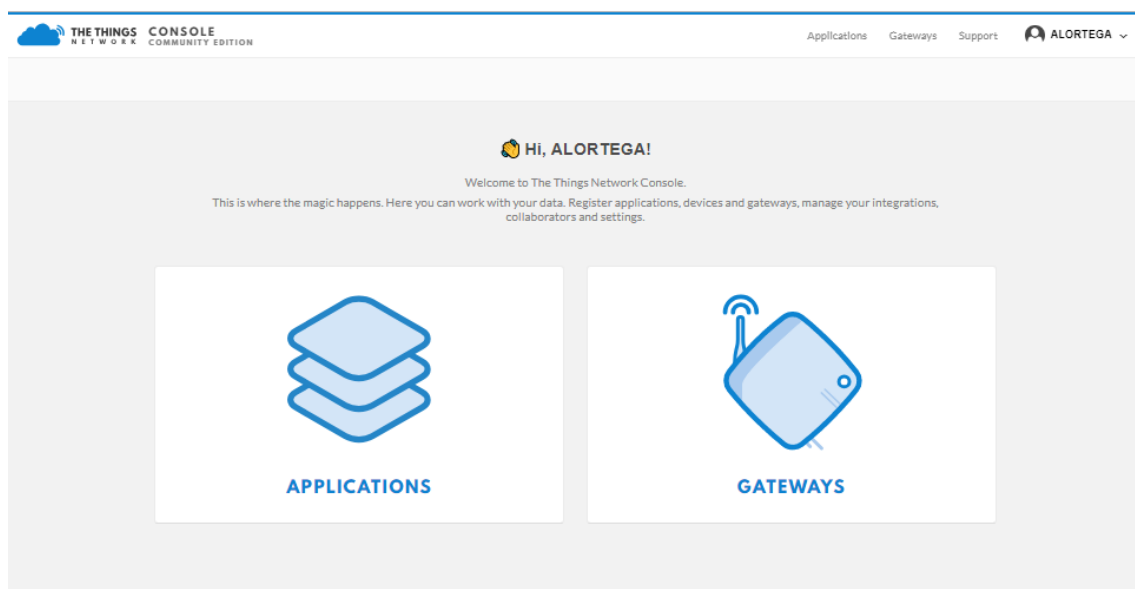 THE THINGS CONSOLE
NETWORK COMMUNITY EDITION
Applications Gateways Support ALORTEGA
Hi, ALORTEGA!
Welcome to The Things Network Console.
This is where the magic happens. Here you can work with your data. Register applications, devices and gateways, manage your integrations,
collaborators and settings.
APPLICATIONS
GATEWAYS